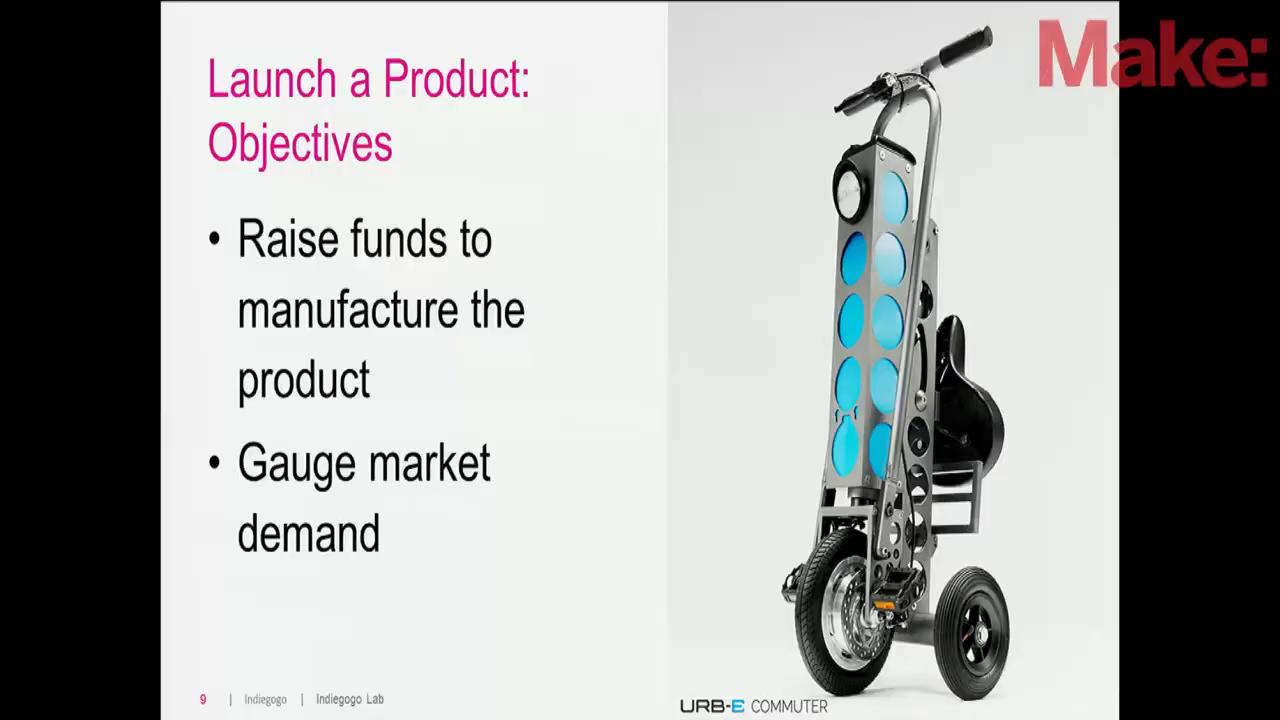 Launch a Product:
Objectives
• Raise funds to
manufacture the
product
• Gauge market
demand
9 | Indiegogo | Indiegogo Lab
URB-E COMMUTER
Make: